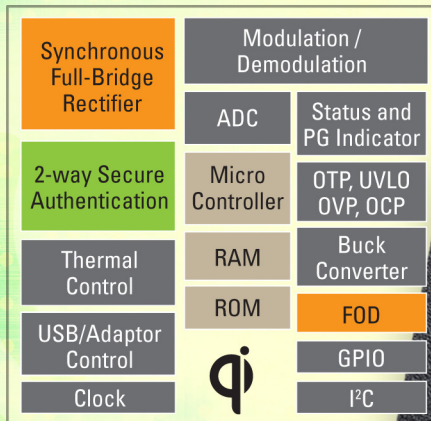 Synchronous
Full-Bridge
Rectifier
Modulation /
Demodulation
ADC
Status and
PG Indicator
2-way Secure
Authentication
Micro
Controller
OTP, UVLO
OVP, OCP
Thermal
Control
RAM
Buck
Converter
ROM
FOD
USB/Adaptor
Control
qi
GPIO
Clock
I²C